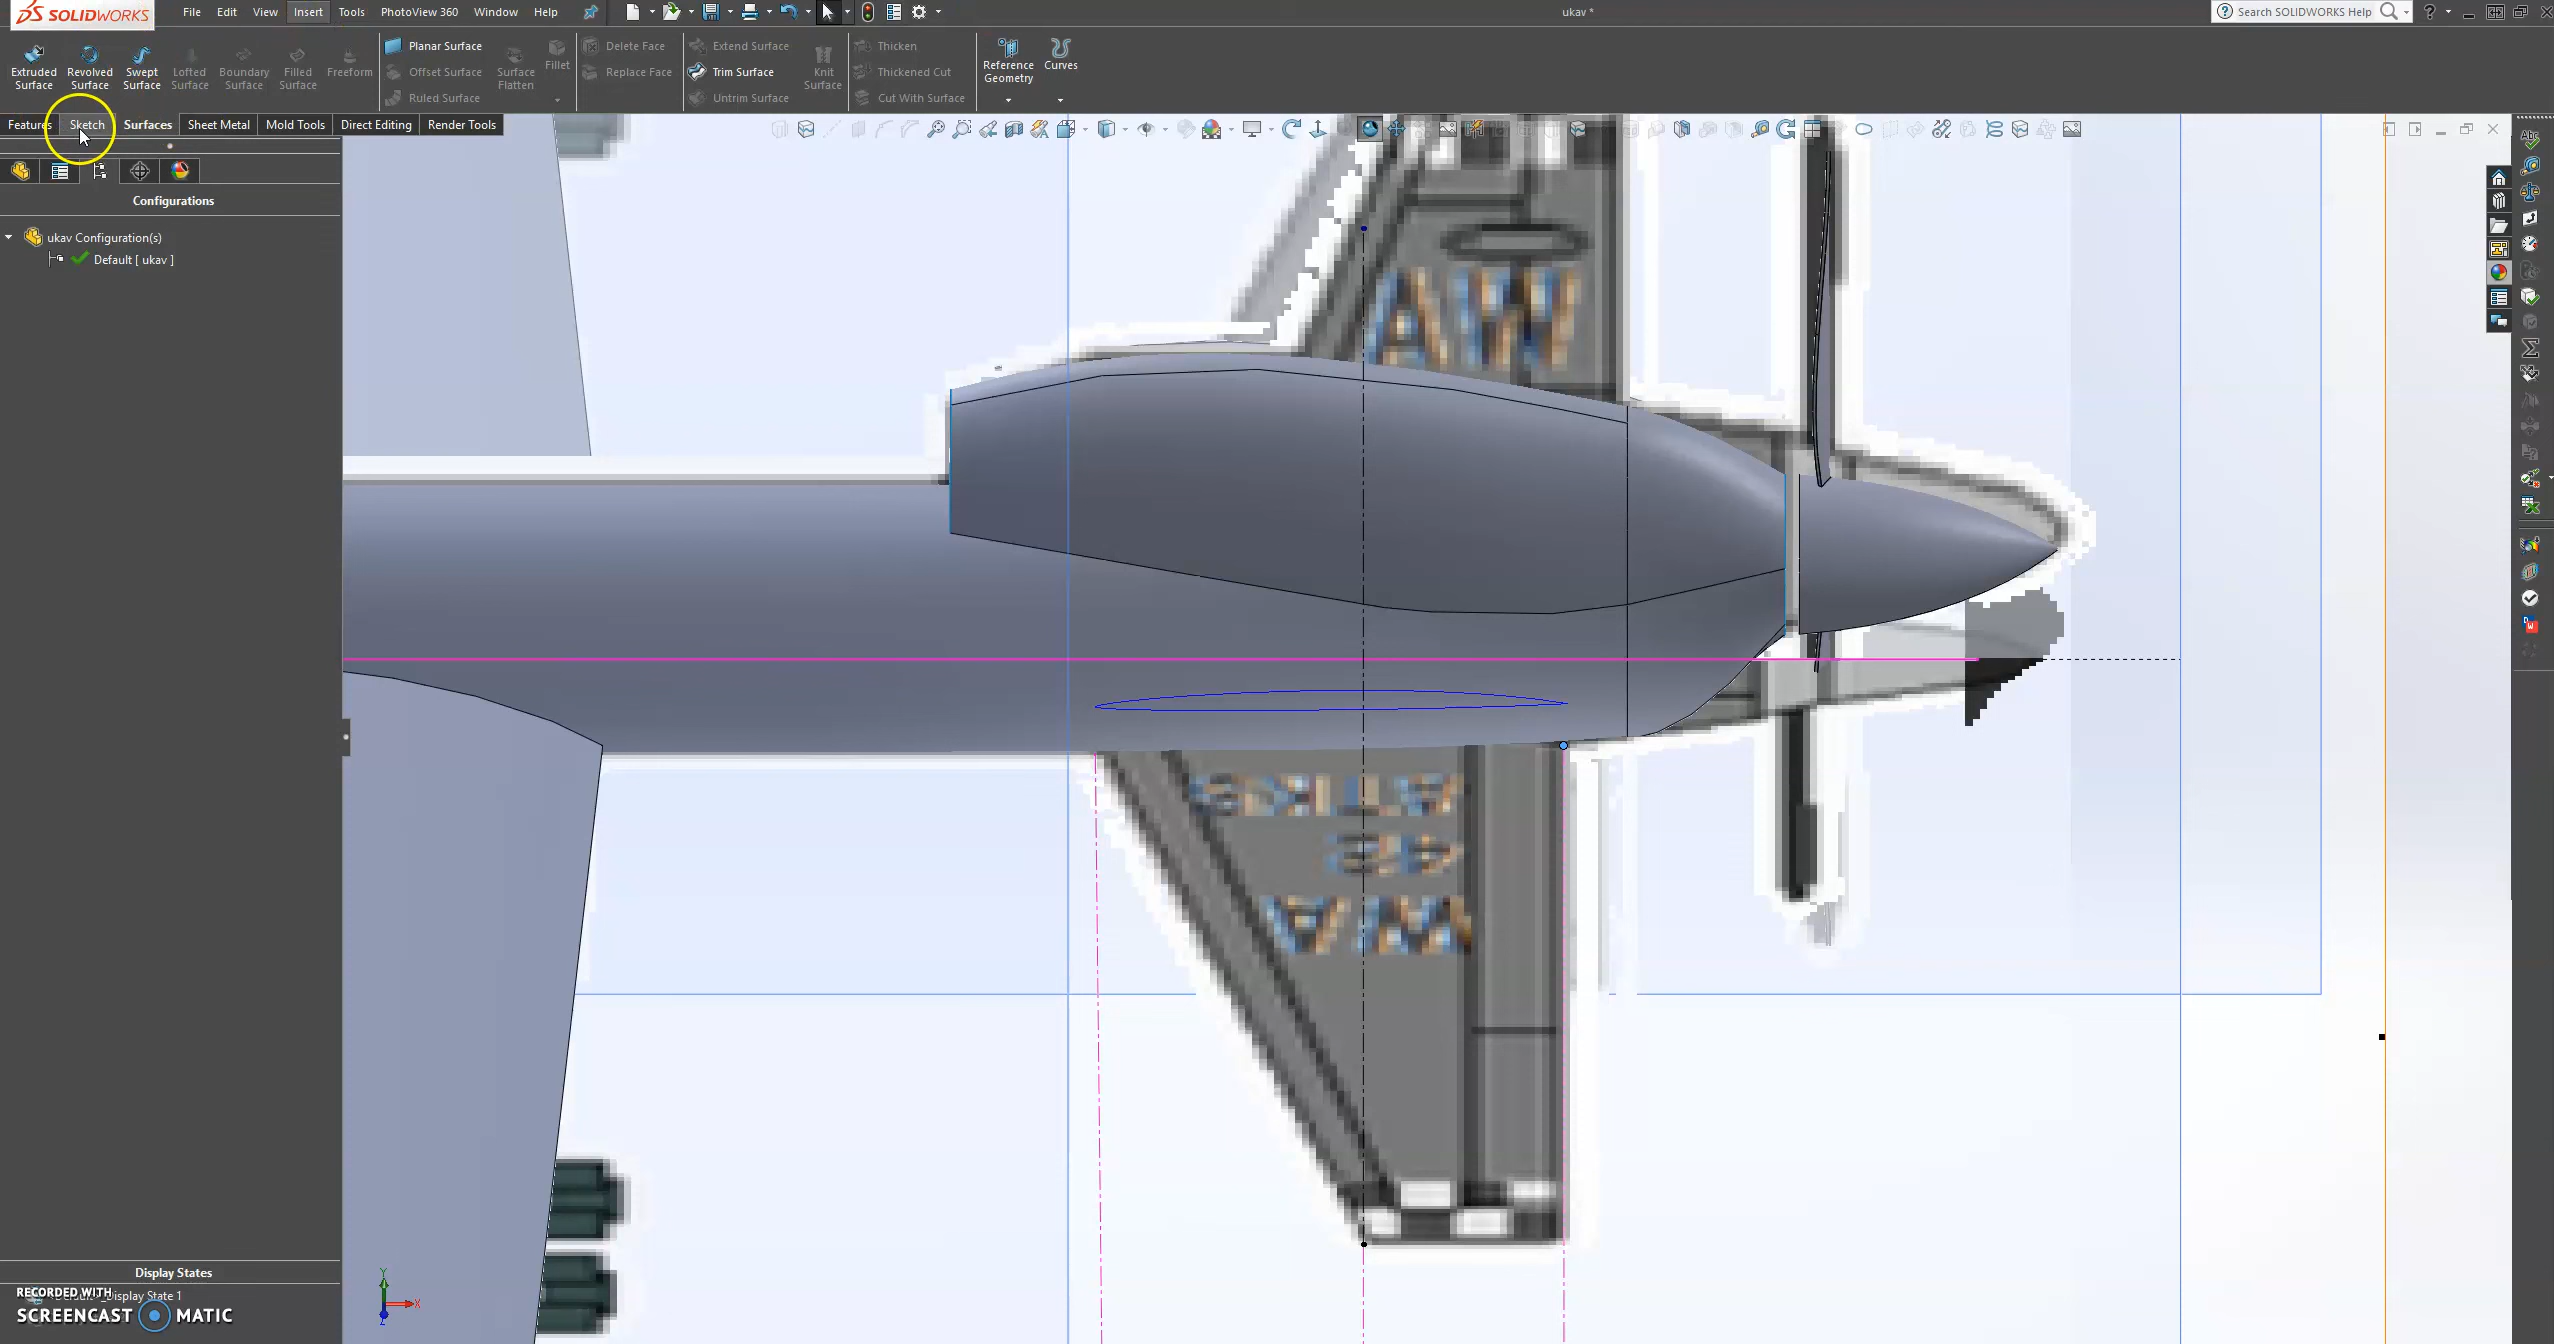 SOLIDWORKS File Edit View Insert Tools PhotoView 360 Window Help ukav * Search SOLIDWORKS Help
Extruded Surface
Revolved Surface
Swept Surface
Lofted Surface
Boundary Surface
Filled Surface
Freeform
Planar Surface
Offset Surface
Ruled Surface
Surface Flatten
Fillet
Delete Face
Replace Face
Extend Surface
Trim Surface
Untrim Surface
Knit Surface
Thicken
Thickened Cut
Cut With Surface
Reference Geometry
Curves
Features Sketch Surfaces Sheet Metal Mold Tools Direct Editing Render Tools
Configurations
ukav Configuration(s)
Default [ ukav ]
AW
Display States
Display State 1
RECORDED WITH
SCREENCAST MATIC
Y
X
Z